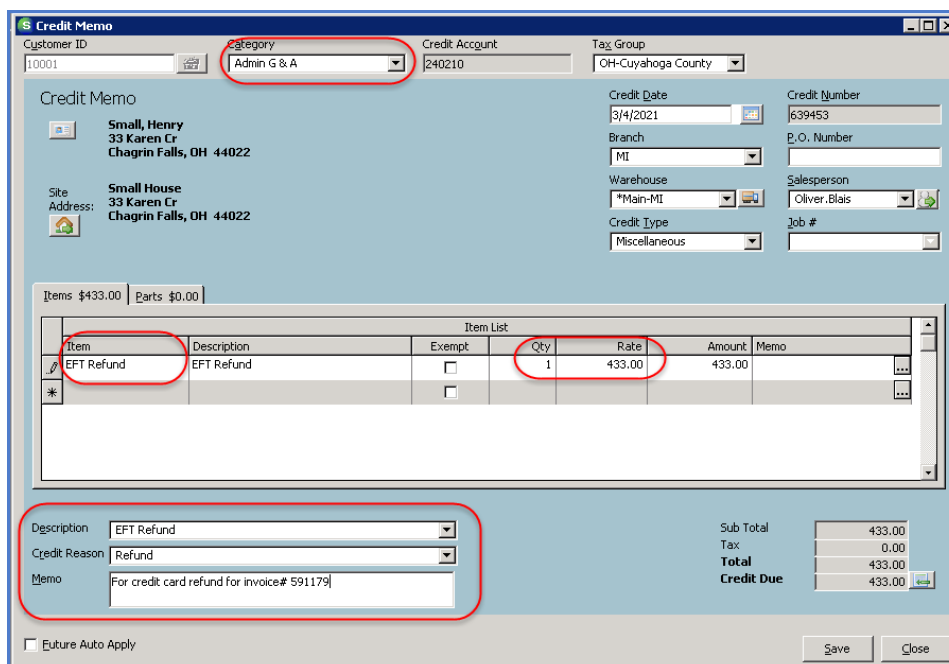 Credit Memo
Customer ID Category Credit Account Tax Group
10001 Admin G & A 240210 OH-Cuyahoga County
Credit Memo
Small, Henry
33 Karen Cr
Chagrin Falls, OH 44022
Site Address:
Small House
33 Karen Cr
Chagrin Falls, OH 44022
Credit Date Credit Number
3/4/2021 639453
Branch P.O. Number
MI
Warehouse Salesperson
*Main-MI Oliver.Blais
Credit Type Job #
Miscellaneous
Items $433.00 Parts $0.00
Item List
Item Description Exempt Qty Rate Amount Memo
EFT Refund EFT Refund 1 433.00 433.00 ...
* ...
Description EFT Refund
Credit Reason Refund
Memo For credit card refund for invoice# 591179
Sub Total 433.00
Tax 0.00
Total 433.00
Credit Due 433.00
Future Auto Apply
Save Close